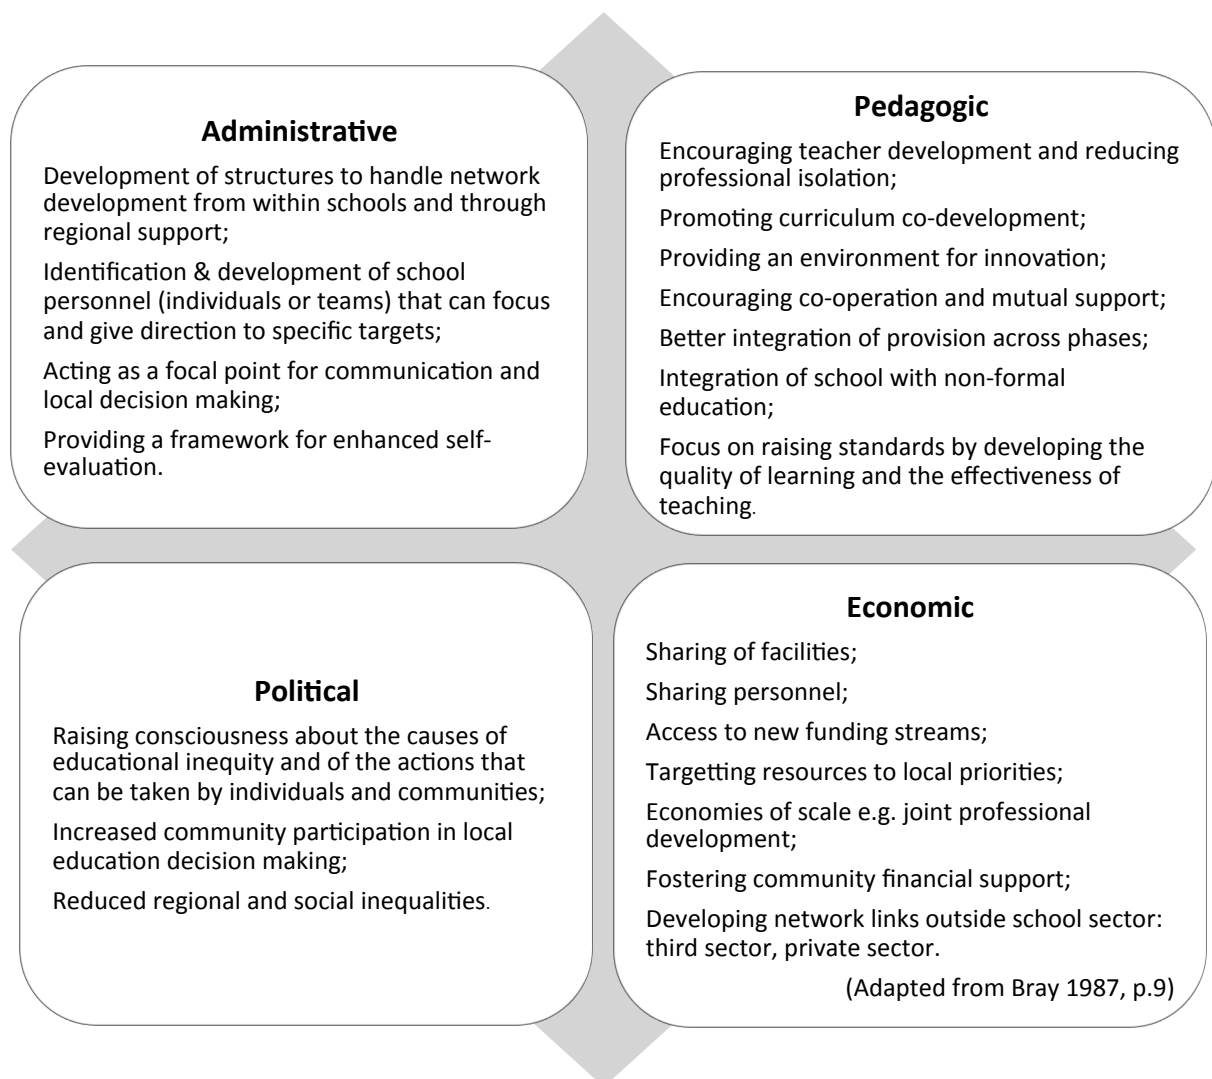 Administrative
Development of structures to handle network
development from within schools and through
regional support;
Identification & development of school
personnel (individuals or teams) that can focus
and give direction to specific targets;
Acting as a focal point for communication and
local decision making;
Providing a framework for enhanced self-
evaluation.
Pedagogic
Encouraging teacher development and reducing
professional isolation;
Promoting curriculum co-development;
Providing an environment for innovation;
Encouraging co-operation and mutual support;
Better integration of provision across phases;
Integration of school with non-formal
education;
Focus on raising standards by developing the
quality of learning and the effectiveness of
teaching.
Political
Raising consciousness about the causes of
educational inequity and of the actions that
can be taken by individuals and communities;
Increased community participation in local
education decision making;
Reduced regional and social inequalities.
Economic
Sharing of facilities;
Sharing personnel;
Access to new funding streams;
Targetting resources to local priorities;
Economies of scale e.g. joint professional
development;
Fostering community financial support;
Developing network links outside school sector:
third sector, private sector.
(Adapted from Bray 1987, p.9)